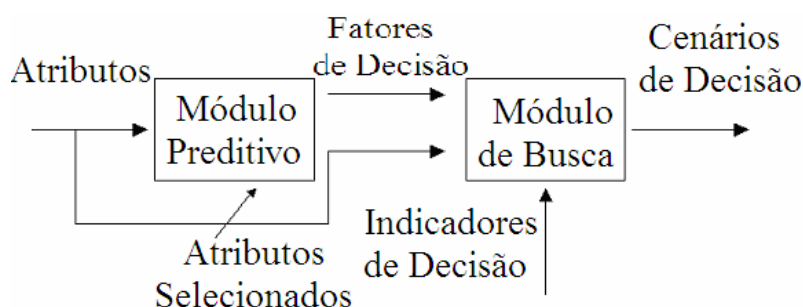 Atributos
Módulo
Preditivo
Fatores
de Decisão
Módulo
de Busca
Cenários
de Decisão
Atributos
Selecionados
Indicadores
de Decisão